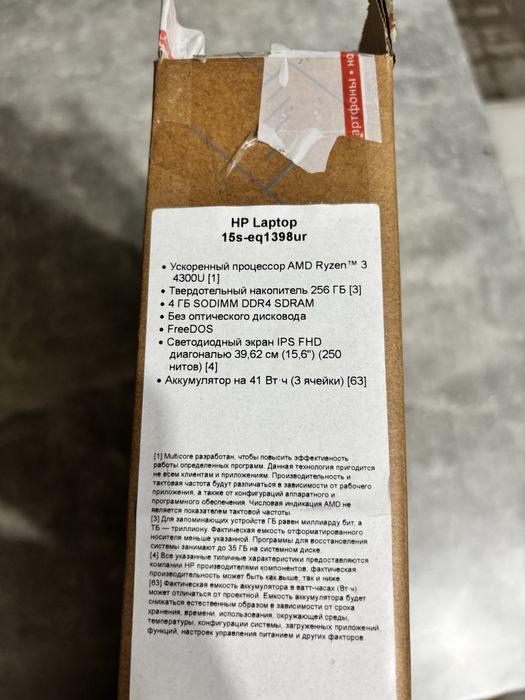 артфоны • но
HP Laptop
15s-eq1398ur
• Ускоренный процессор AMD Ryzen™ 3
4300U [1]
• Твердотельный накопитель 256 ГБ [3]
• 4 ГБ SODIMM DDR4 SDRAM
• Без оптического дисковода
• FreeDOS
• Светодиодный экран IPS FHD
диагональю 39,62 см (15,6") (250
нитов) [4]
• Аккумулятор на 41 Вт·ч (3 ячейки) [63]
[1] Multicore разработан, чтобы повысить эффективность
работы определенных программ. Данная технология пригодится
не всем клиентам и приложениям. Производительность и
тактовая частота будут различаться в зависимости от рабочего
приложения, а также от конфигураций аппаратного и
программного обеспечения. Числовая индикация AMD не
является показателем тактовой частоты.
[3] Для запоминающих устройств ГБ равен миллиарду бит, а
ТБ — триллиону. Фактическая емкость отформатированного
носителя меньше указанной. Программы для восстановления
системы занимают до 35 ГБ на системном диске.
[4] Все указанные типичные характеристики предоставляются
компании HP производителями компонентов; фактическая
производительность может быть как выше, так и ниже.
[63] Фактическая емкость аккумулятора в ватт-часах (Вт·ч)
может отличаться от проектной. Емкость аккумулятора будет
снижаться естественным образом в зависимости от срока
хранения, времени, использования, окружающей среды,
температуры, конфигурации системы, загруженных приложений,
функций, настроек управления питанием и других факторов.